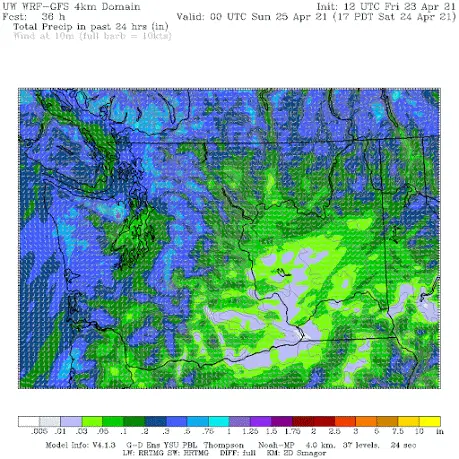 UW WRF-GFS 4km Domain Init: 12 UTC Fri 23 Apr 21
Fcst: 36 h Valid: 00 UTC Sun 25 Apr 21 (17 PDT Sat 24 Apr 21)
Total Precip in past 24 hrs (in)
Wind at 10m (full barb = 10kts)
.005 .01 .03 .05 .1 .2 .3 .5 .75 1 1.25 1.5 1.75 2 2.5 3 5 7.5 10 in
Model Info: V4.1.3 G-D Ens YSU PBL Thompson Noah-MP 4.0 km, 37 levels, 24 sec
LW: RRTMG SW: RRTMG DIFF: full KM: 2D Smagor